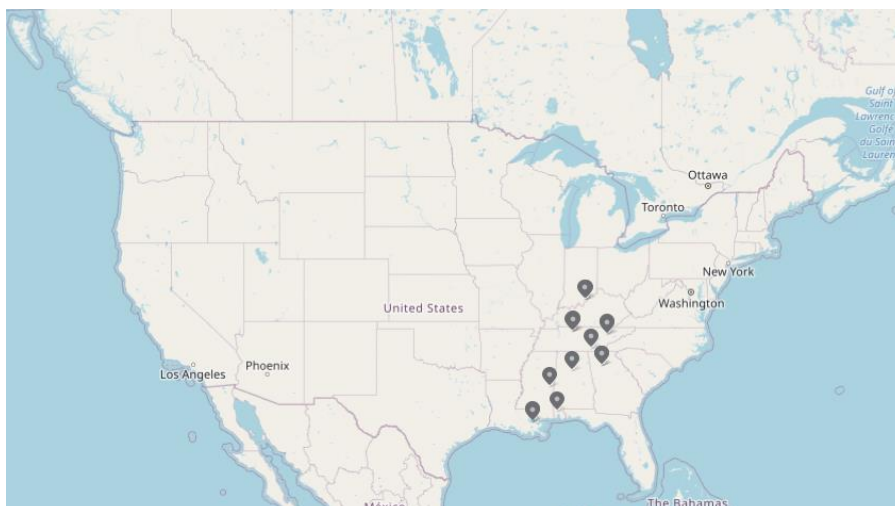 Gulf of
Saint
Lawrence
Golfe
du Saint
Laurent
Ottawa
Toronto
New York
Washington
United States
Los Angeles
Phoenix
The Bahamas
México